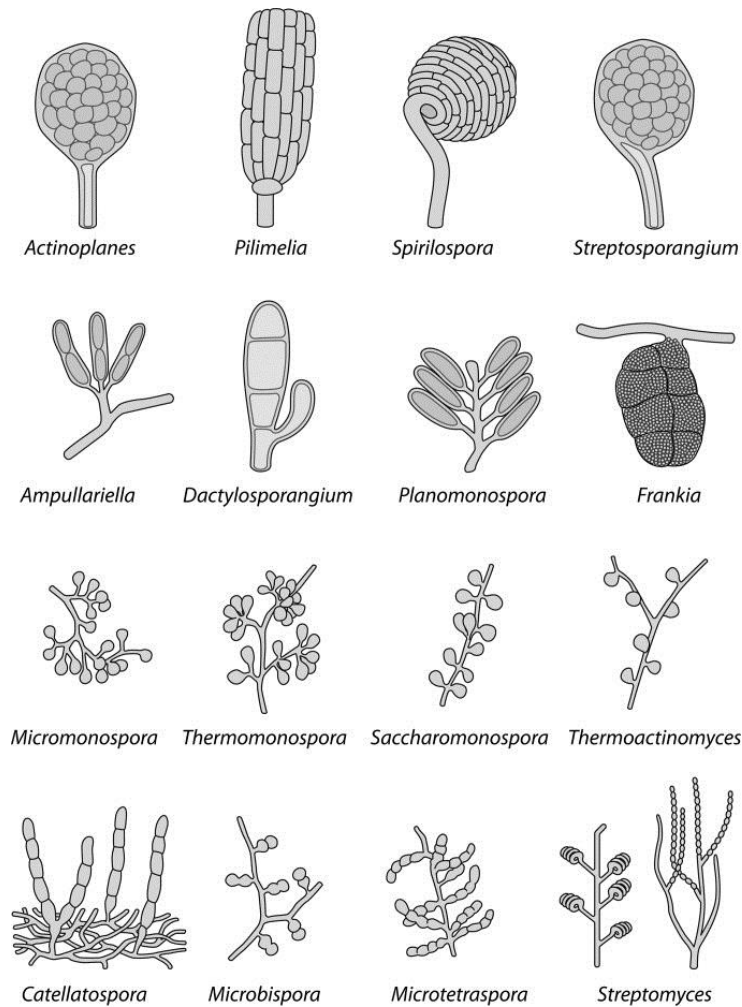 Actinoplanes
Pilimelia
Spirilospora
Streptosporangium
Ampullariella
Dactylosporangium
Planomonospora
Frankia
Micromonospora
Thermomonospora
Saccharomonospora
Thermoactinomyces
Catellatospora
Microbispora
Microtetraspora
Streptomyces